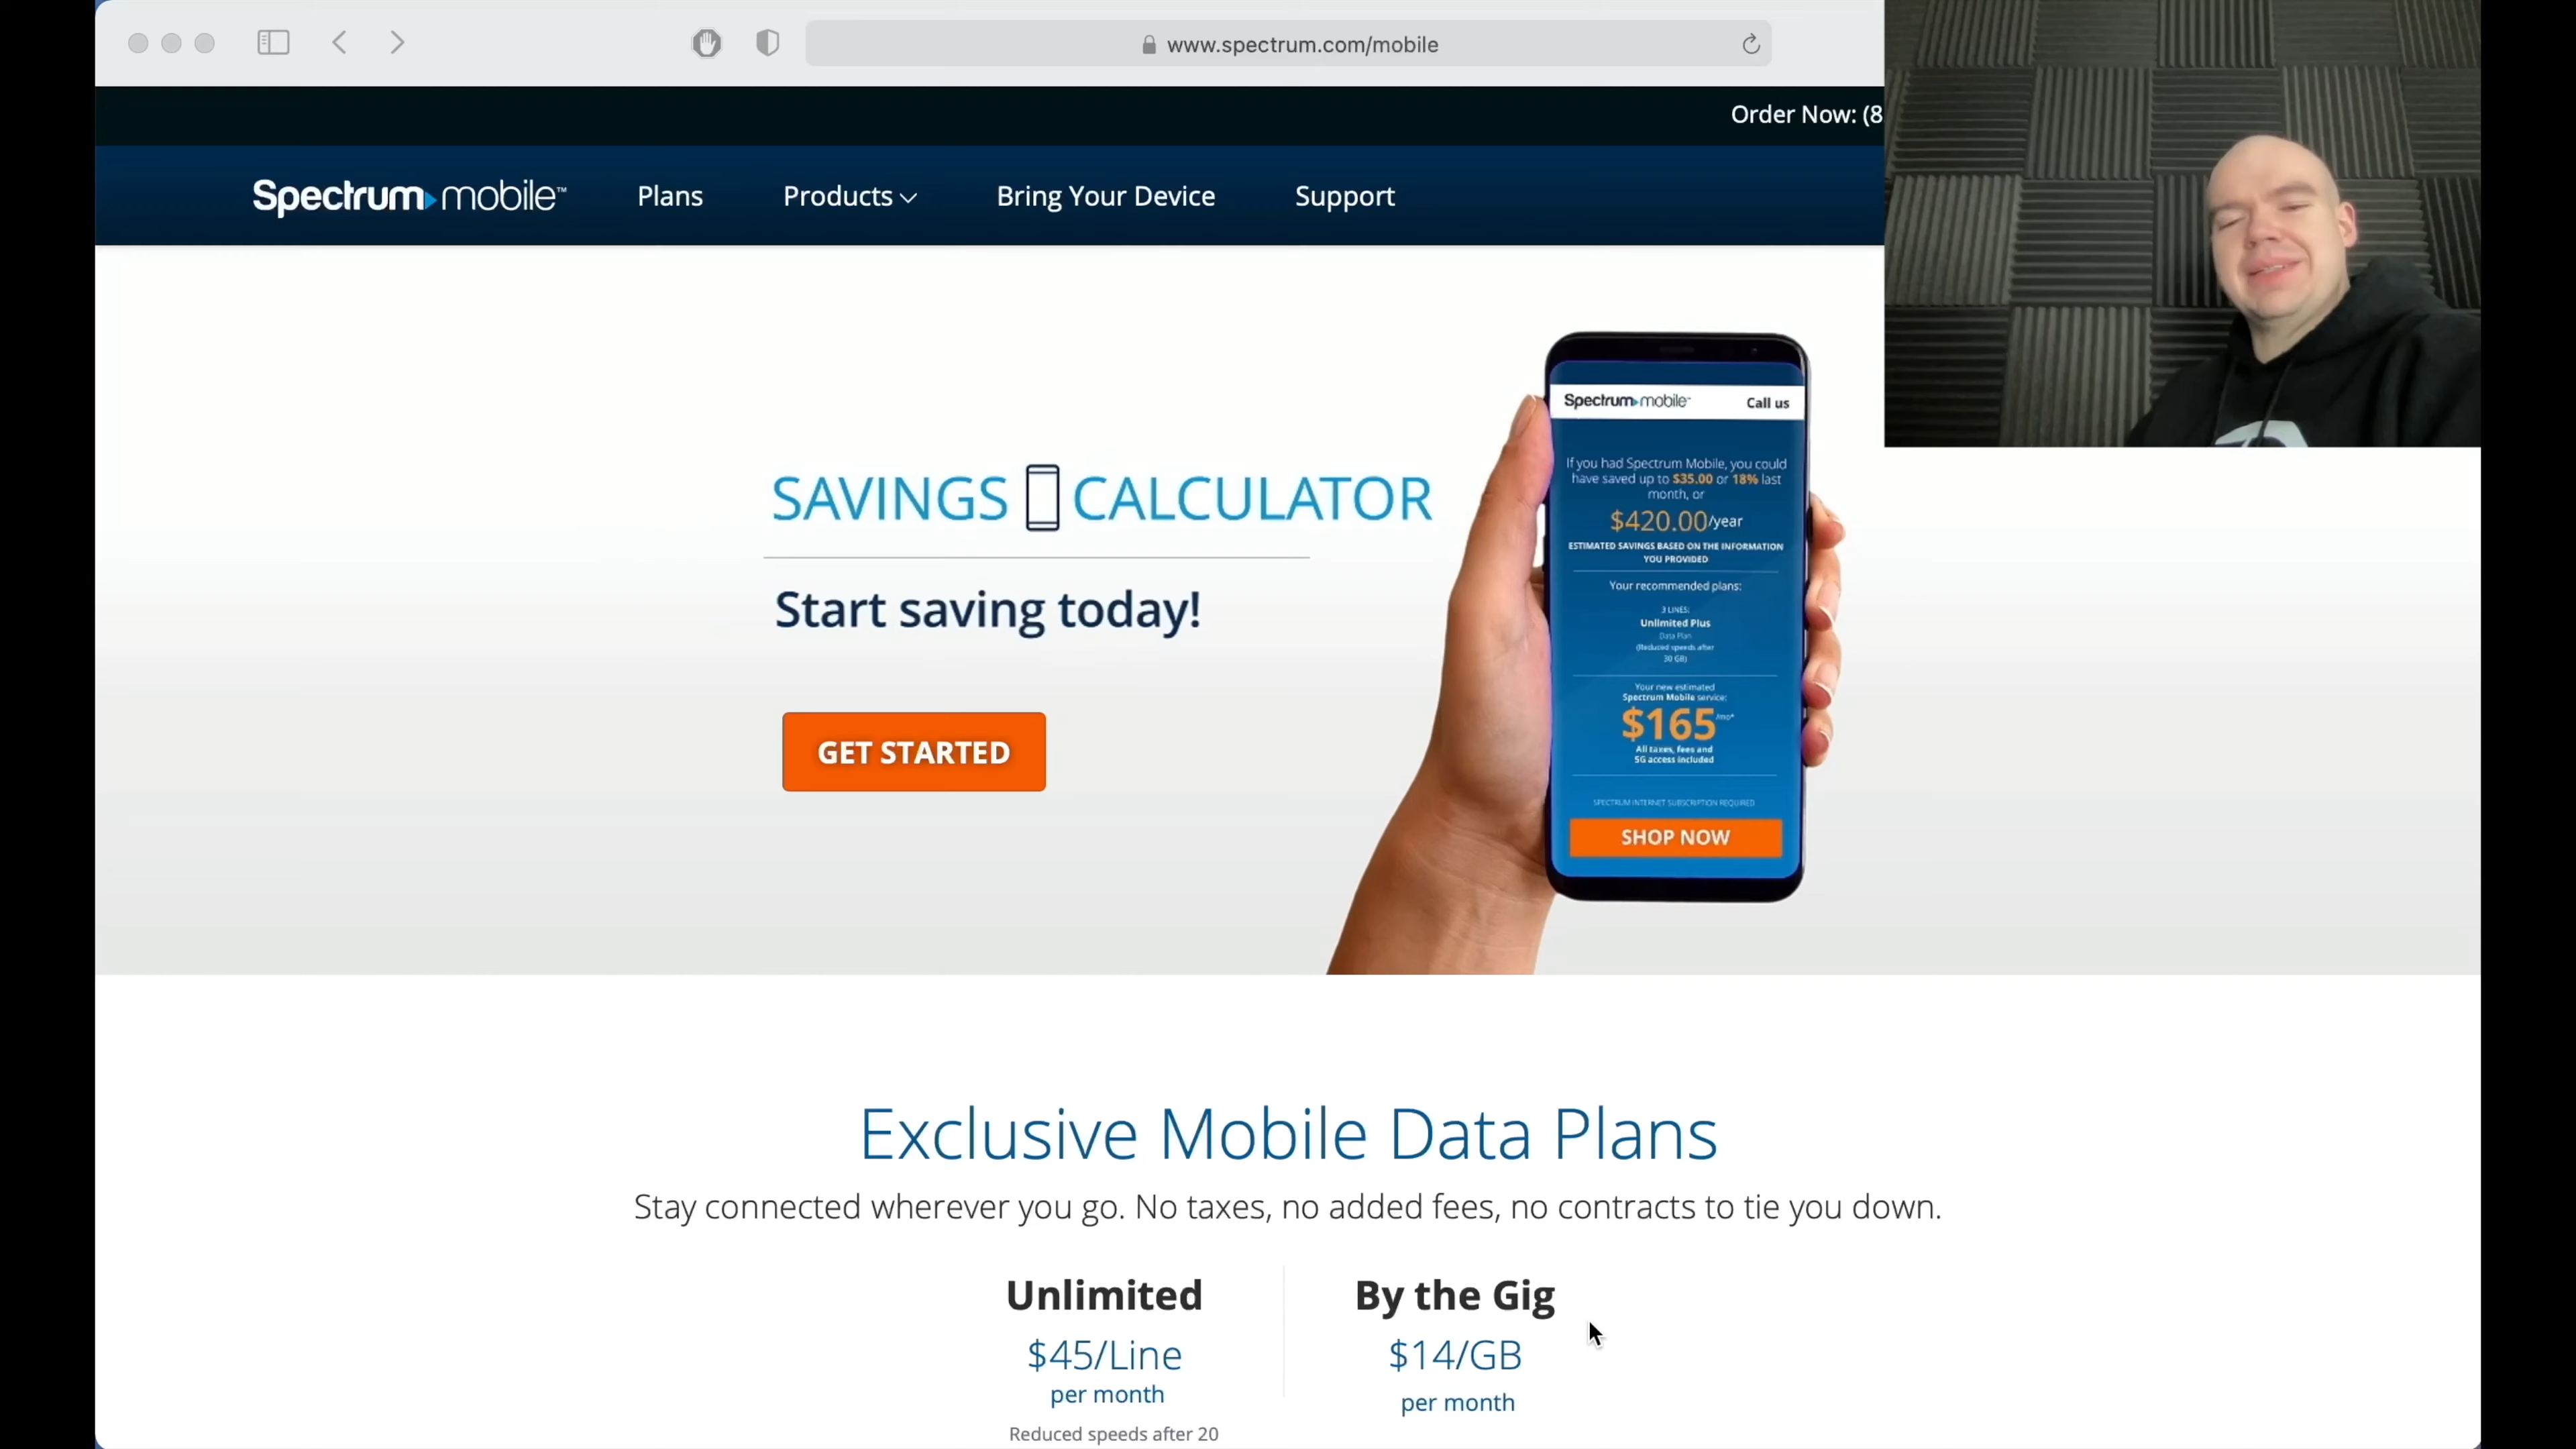 www.spectrum.com/mobile
Order Now: (8
Spectrum mobile™
Plans
Products
Bring Your Device
Support
SAVINGS CALCULATOR
Start saving today!
GET STARTED
Spectrum mobile
Call us
If you had Spectrum Mobile, you could
have saved up to $35.00 or 18% last
month, or
$420.00/year
ESTIMATED SAVINGS BASED ON THE INFORMATION
YOU PROVIDED
Your recommended plans:
3 LINES:
Unlimited Plus
Data Plan
(Reduced speeds after
30 GB)
Your new estimated
Spectrum Mobile service:
$165/mo*
All taxes, fees and
5G access included
SPECTRUM INTERNET SUBSCRIPTION REQUIRED
SHOP NOW
Exclusive Mobile Data Plans
Stay connected wherever you go. No taxes, no added fees, no contracts to tie you down.
Unlimited
$45/Line
per month
Reduced speeds after 20
By the Gig
$14/GB
per month